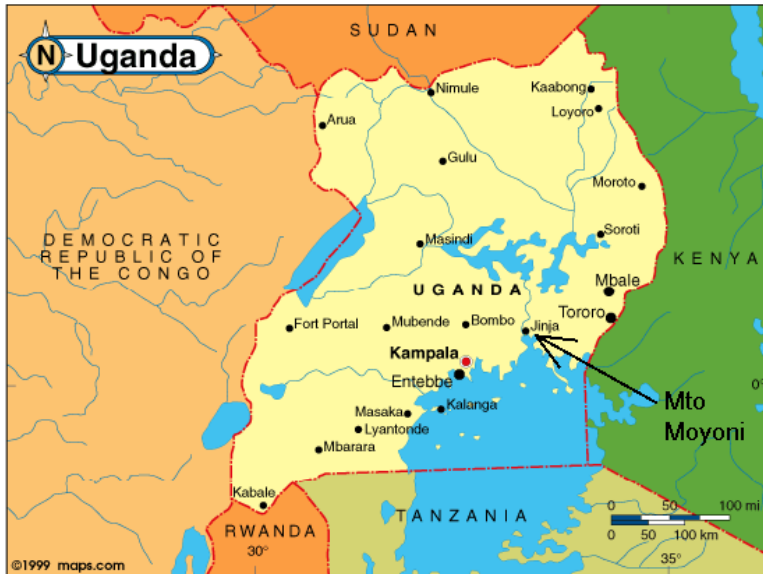 N Uganda
SUDAN
Nimule
Kaabong
Loyoro
Arua
Gulu
Moroto
DEMOCRATIC
REPUBLIC OF
THE CONGO
Masindi
Soroti
KENYA
UGANDA
Mbale
Tororo
Fort Portal
Mubende
Bombo
Jinja
Kampala
Entebbe
0°
Mto
Moyoni
Masaka
Kalanga
Lyantonde
Mbarara
Kabale
TANZANIA
0 50 100 mi
0 50 100 km
RWANDA
30°
35°
©1999 maps.com